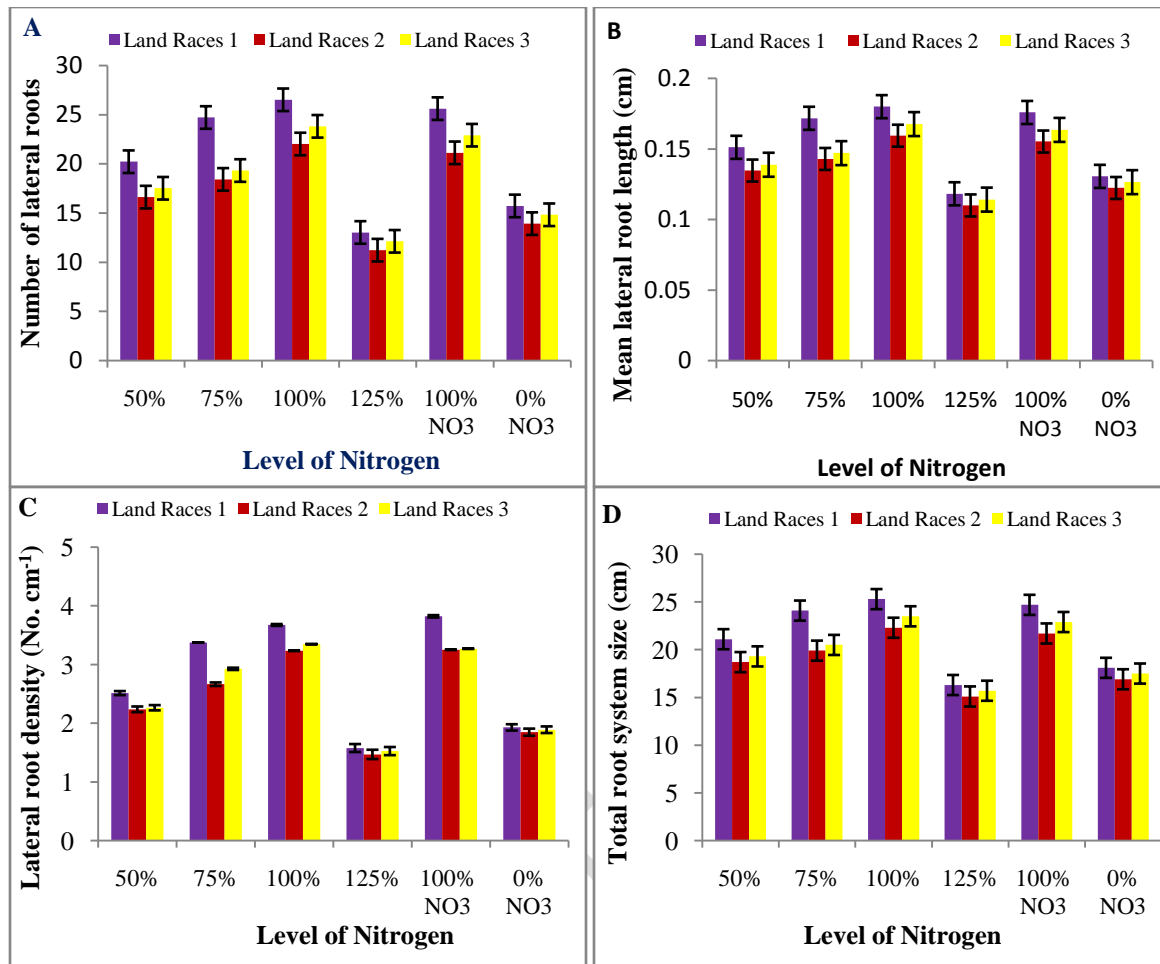 A
Land Races 1 Land Races 2 Land Races 3
Number of lateral roots
30
25
20
15
10
5
0
50% 75% 100% 125% 100% 0%
NO3 NO3
Level of Nitrogen
B
Land Races 1 Land Races 2 Land Races 3
Mean lateral root length (cm)
0.2
0.15
0.1
0.05
0
50% 75% 100% 125% 100% 0%
NO3 NO3
Level of Nitrogen
C
Land Races 1 Land Races 2 Land Races 3
Lateral root density (No. cm⁻¹)
5
4
3
2
1
0
50% 75% 100% 125% 100% 0%
NO3 NO3
Level of Nitrogen
D
Land Races 1 Land Races 2 Land Races 3
Total root system size (cm)
30
25
20
15
10
5
0
50% 75% 100% 125% 100% 0%
NO3 NO3
Level of Nitrogen